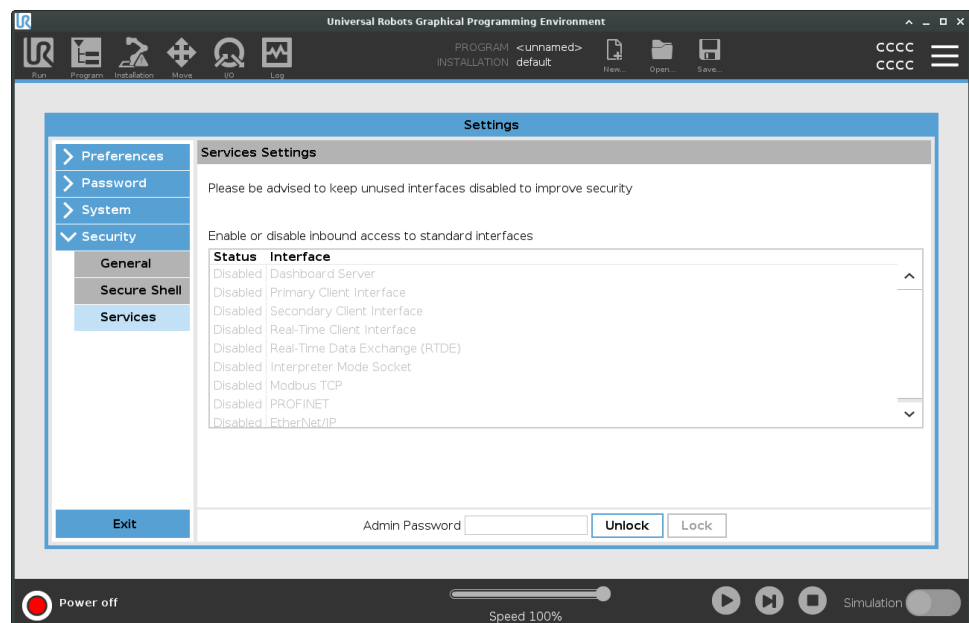 Universal Robots Graphical Programming Environment
UR
Run
Program
Installation
Move
I/O
Log
PROGRAM <unnamed>
INSTALLATION default
New...
Open...
Save...
CCCC
CCCC
Settings
Preferences
Password
System
Security
General
Secure Shell
Services
Exit
Services Settings
Please be advised to keep unused interfaces disabled to improve security
Enable or disable inbound access to standard interfaces
Status Interface
Disabled Dashboard Server
Disabled Primary Client Interface
Disabled Secondary Client Interface
Disabled Real-Time Client Interface
Disabled Real-Time Data Exchange (RTDE)
Disabled Interpreter Mode Socket
Disabled Modbus TCP
Disabled PROFINET
Disabled EtherNet/IP
Admin Password
Unlock
Lock
Power off
Speed 100%
Simulation